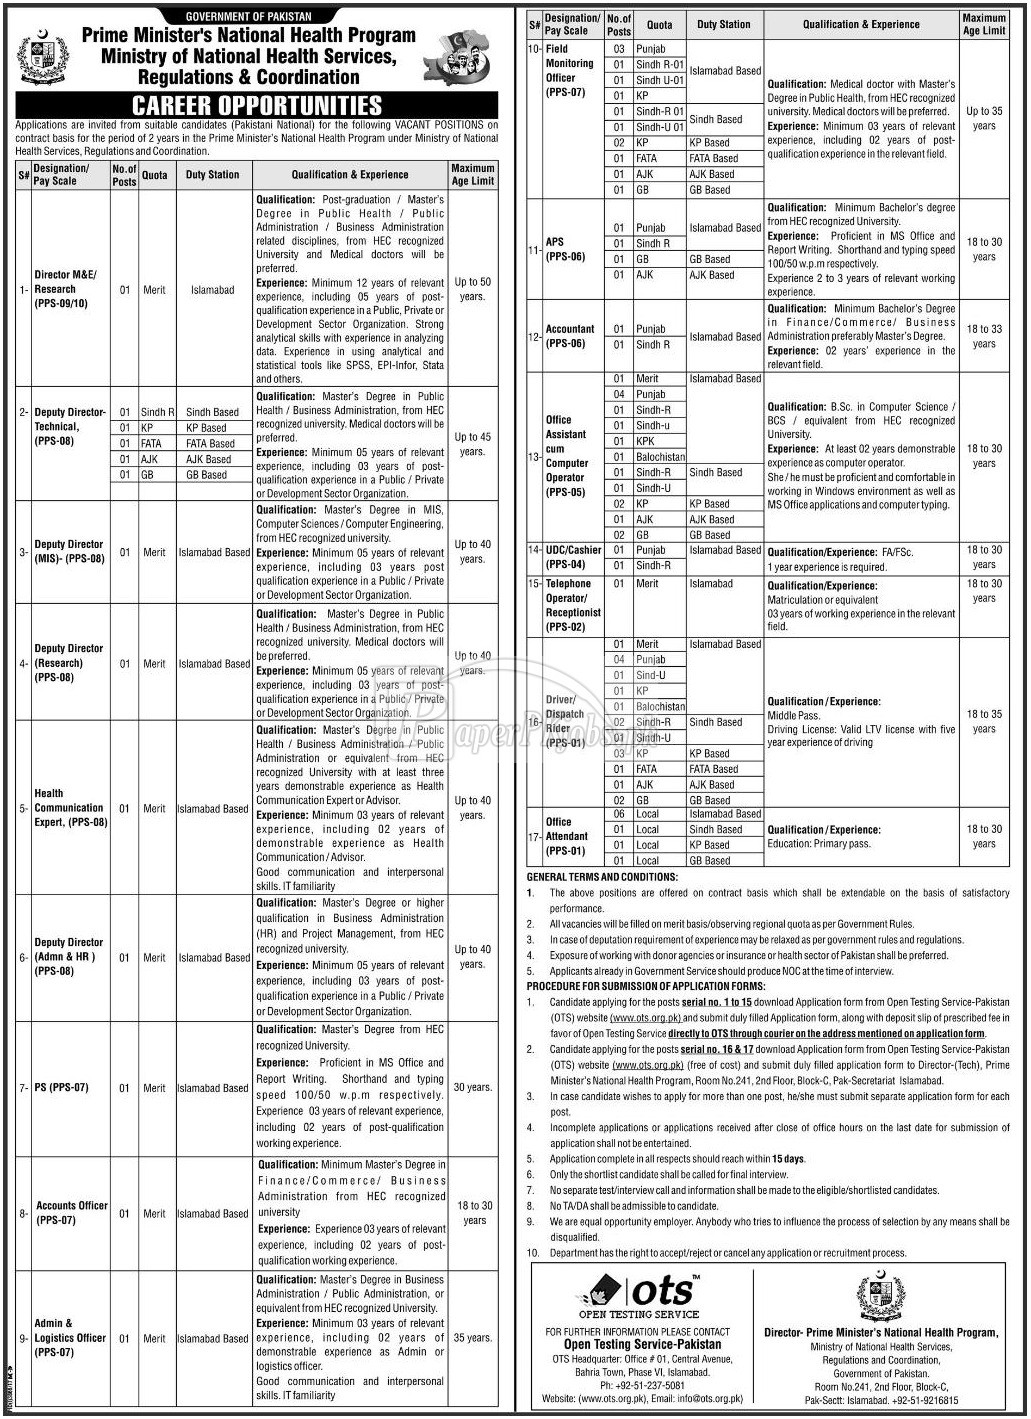 GOVERNMENT OF PAKISTAN
Prime Minister's National Health Program
Ministry of National Health Services,
Regulations & Coordination
CAREER OPPORTUNITIES
Applications are invited from suitable candidates (Pakistani National) for the following VACANT POSITIONS on
contract basis for the period of 2 years in the Prime Minister's National Health Program under Ministry of National
Health Services, Regulations and Coordination.
S# Designation/ Pay Scale No.of Posts Quota Duty Station Qualification & Experience Maximum Age Limit
1- Director M&E/ Research (PPS-09/10) 01 Merit Islamabad Up to 50 years.
Qualification: Post-graduation / Master's
Degree in Public Health / Public
Administration / Business Administration
related disciplines, from HEC recognized
University and Medical doctors will be
preferred.
Experience: Minimum 12 years of relevant
experience, including 05 years of post-
qualification experience in a Public, Private or
Development Sector Organization. Strong
analytical skills with experience in analyzing
data. Experience in using analytical and
statistical tools like SPSS, EPI-Infor, Stata
and others.
2- Deputy Director- Technical, (PPS-08) Up to 45 years.
01 Sindh R Sindh Based
01 KP KP Based
01 FATA FATA Based
01 AJK AJK Based
01 GB GB Based
Qualification: Master's Degree in Public
Health / Business Administration, from HEC
recognized university. Medical doctors will be
preferred.
Experience: Minimum 05 years of relevant
experience, including 03 years of post-
qualification experience in a Public / Private
or Development Sector Organization.
3- Deputy Director (MIS)- (PPS-08) 01 Merit Islamabad Based Up to 40 years.
Qualification: Master's Degree in MIS,
Computer Sciences / Computer Engineering,
from HEC recognized university.
Experience: Minimum 05 years of relevant
experience, including 03 years post
qualification experience in a Public / Private
or Development Sector Organization.
4- Deputy Director (Research) (PPS-08) 01 Merit Islamabad Based Up to 40 years.
Qualification: Master's Degree in Public
Health / Business Administration, from HEC
recognized university. Medical doctors will
be preferred.
Experience: Minimum 05 years of relevant
experience, including 03 years of post-
qualification experience in a Public / Private
or Development Sector Organization.
5- Health Communication Expert, (PPS-08) 01 Merit Islamabad Based Up to 40 years.
Qualification: Master's Degree in Public
Health / Business Administration / Public
Administration or equivalent from HEC
recognized University with at least three
years demonstrable experience as Health
Communication Expert or Advisor.
Experience: Minimum 03 years of relevant
experience, including 02 years of
demonstrable experience as Health
Communication / Advisor.
Good communication and interpersonal
skills. IT familiarity
6- Deputy Director (Admn & HR ) (PPS-08) 01 Merit Islamabad Based Up to 40 years.
Qualification: Master's Degree or higher
qualification in Business Administration
(HR) and Project Management, from HEC
recognized university.
Experience: Minimum 05 years of relevant
experience, including 03 years of post-
qualification experience in a Public / Private
or Development Sector Organization.
7- PS (PPS-07) 01 Merit Islamabad Based 30 years.
Qualification: Master's Degree from HEC
recognized University.
Experience: Proficient in MS Office and
Report Writing. Shorthand and typing
speed 100/50 w.p.m respectively.
Experience 03 years of relevant experience,
including 02 years of post-qualification
working experience.
8- Accounts Officer (PPS-07) 01 Merit Islamabad Based 18 to 30 years
Qualification: Minimum Master's Degree in
Finance/Commerce/ Business
Administration from HEC recognized
university
Experience: Experience 03 years of relevant
experience, including 02 years of post-
qualification working experience.
9- Admin & Logistics Officer (PPS-07) 01 Merit Islamabad Based 35 years.
Qualification: Master's Degree in Business
Administration / Public Administration, or
equivalent from HEC recognized University.
Experience: Minimum 03 years of relevant
experience, including 02 years of
demonstrable experience as Admin or
logistics officer.
Good communication and interpersonal
skills. IT familiarity
S# Designation/ Pay Scale No.of Posts Quota Duty Station Qualification & Experience Maximum Age Limit
10- Field Monitoring Officer (PPS-07) Up to 35 years
03 Punjab Islamabad Based
01 Sindh R-01
01 Sindh U-01
01 KP
01 Sindh-R 01 Sindh Based
01 Sindh-U 01
02 KP KP Based
01 FATA FATA Based
01 AJK AJK Based
01 GB GB Based
Qualification: Medical doctor with Master's
Degree in Public Health, from HEC recognized
university. Medical doctors will be preferred.
Experience: Minimum 03 years of relevant
experience, including 02 years of post-
qualification experience in the relevant field.
11- APS (PPS-06) 18 to 30 years
01 Punjab Islamabad Based
01 Sindh R
01 GB GB Based
01 AJK AJK Based
Qualification: Minimum Bachelor's degree
from HEC recognized University.
Experience: Proficient in MS Office and
Report Writing. Shorthand and typing speed
100/50 w.p.m respectively.
Experience 2 to 3 years of relevant working
experience.
12- Accountant (PPS-06) 18 to 33 years
01 Punjab Islamabad Based
01 Sindh R
Qualification: Minimum Bachelor's Degree
in Finance/Commerce/ Business
Administration preferably Master's Degree.
Experience: 02 years' experience in the
relevant field.
13- Office Assistant cum Computer Operator (PPS-05) 18 to 30 years
01 Merit Islamabad Based
04 Punjab
01 Sindh-R
01 Sindh-u
01 KPK
01 Balochistan
01 Sindh-R Sindh Based
01 Sindh-U
02 KP KP Based
01 AJK AJK Based
02 GB GB Based
Qualification: B.Sc. in Computer Science /
BCS / equivalent from HEC recognized
University.
Experience: At least 02 years demonstrable
experience as computer operator.
She / he must be proficient and comfortable in
working in Windows environment as well as
MS Office applications and computer typing.
14- UDC/Cashier (PPS-04) 18 to 30 years
01 Punjab Islamabad Based
01 Sindh-R
Qualification/Experience: FA/FSc.
1 year experience is required.
15- Telephone Operator/ Receptionist (PPS-02) 01 Merit Islamabad 18 to 30 years
Qualification/Experience:
Matriculation or equivalent
03 years of working experience in the relevant
field.
16- Driver/ Dispatch Rider (PPS-01) 18 to 35 years
01 Merit Islamabad Based
04 Punjab
01 Sind-U
01 KP
01 Balochistan
02 Sindh-R Sindh Based
01 Sindh-U
03 KP KP Based
01 FATA FATA Based
01 AJK AJK Based
02 GB GB Based
Qualification / Experience:
Middle Pass.
Driving License: Valid LTV license with five
year experience of driving
17- Office Attendant (PPS-01) 18 to 30 years
06 Local Islamabad Based
01 Local Sindh Based
01 Local KP Based
01 Local GB Based
Qualification / Experience:
Education: Primary pass.
GENERAL TERMS AND CONDITIONS:
1. The above positions are offered on contract basis which shall be extendable on the basis of satisfactory
performance.
2. All vacancies will be filled on merit basis/observing regional quota as per Government Rules.
3. In case of deputation requirement of experience may be relaxed as per government rules and regulations.
4. Exposure of working with donor agencies or insurance or health sector of Pakistan shall be preferred.
5. Applicants already in Government Service should produce NOC at the time of interview.
PROCEDURE FOR SUBMISSION OF APPLICATION FORMS:
1. Candidate applying for the posts serial no. 1 to 15 download Application form from Open Testing Service-Pakistan
(OTS) website (www.ots.org.pk) and submit duly filled Application form, along with deposit slip of prescribed fee in
favor of Open Testing Service directly to OTS through courier on the address mentioned on application form.
2. Candidate applying for the posts serial no. 16 & 17 download Application form from Open Testing Service-Pakistan
(OTS) website (www.ots.org.pk) (free of cost) and submit duly filled application form to Director-(Tech), Prime
Minister's National Health Program, Room No.241, 2nd Floor, Block-C, Pak-Secretariat Islamabad.
3. In case candidate wishes to apply for more than one post, he/she must submit separate application form for each
post.
4. Incomplete applications or applications received after close of office hours on the last date for submission of
application shall not be entertained.
5. Application complete in all respects should reach within 15 days.
6. Only the shortlist candidate shall be called for final interview.
7. No separate test/interview call and information shall be made to the eligible/shortlisted candidates.
8. No TA/DA shall be admissible to candidate.
9. We are equal opportunity employer. Anybody who tries to influence the process of selection by any means shall be
disqualified.
10. Department has the right to accept/reject or cancel any application or recruitment process.
ots™
OPEN TESTING SERVICE
FOR FURTHER INFORMATION PLEASE CONTACT
Open Testing Service-Pakistan
OTS Headquarter: Office # 01, Central Avenue,
Bahria Town, Phase VI, Islamabad.
Ph: +92-51-237-5081
Website: (www.ots.org.pk), Email: info@ots.org.pk)
Director- Prime Minister's National Health Program,
Ministry of National Health Services,
Regulations and Coordination,
Government of Pakistan.
Room No.241, 2nd Floor, Block-C,
Pak-Sectt: Islamabad. +92-51-9216815
PaperPkjobs.pk